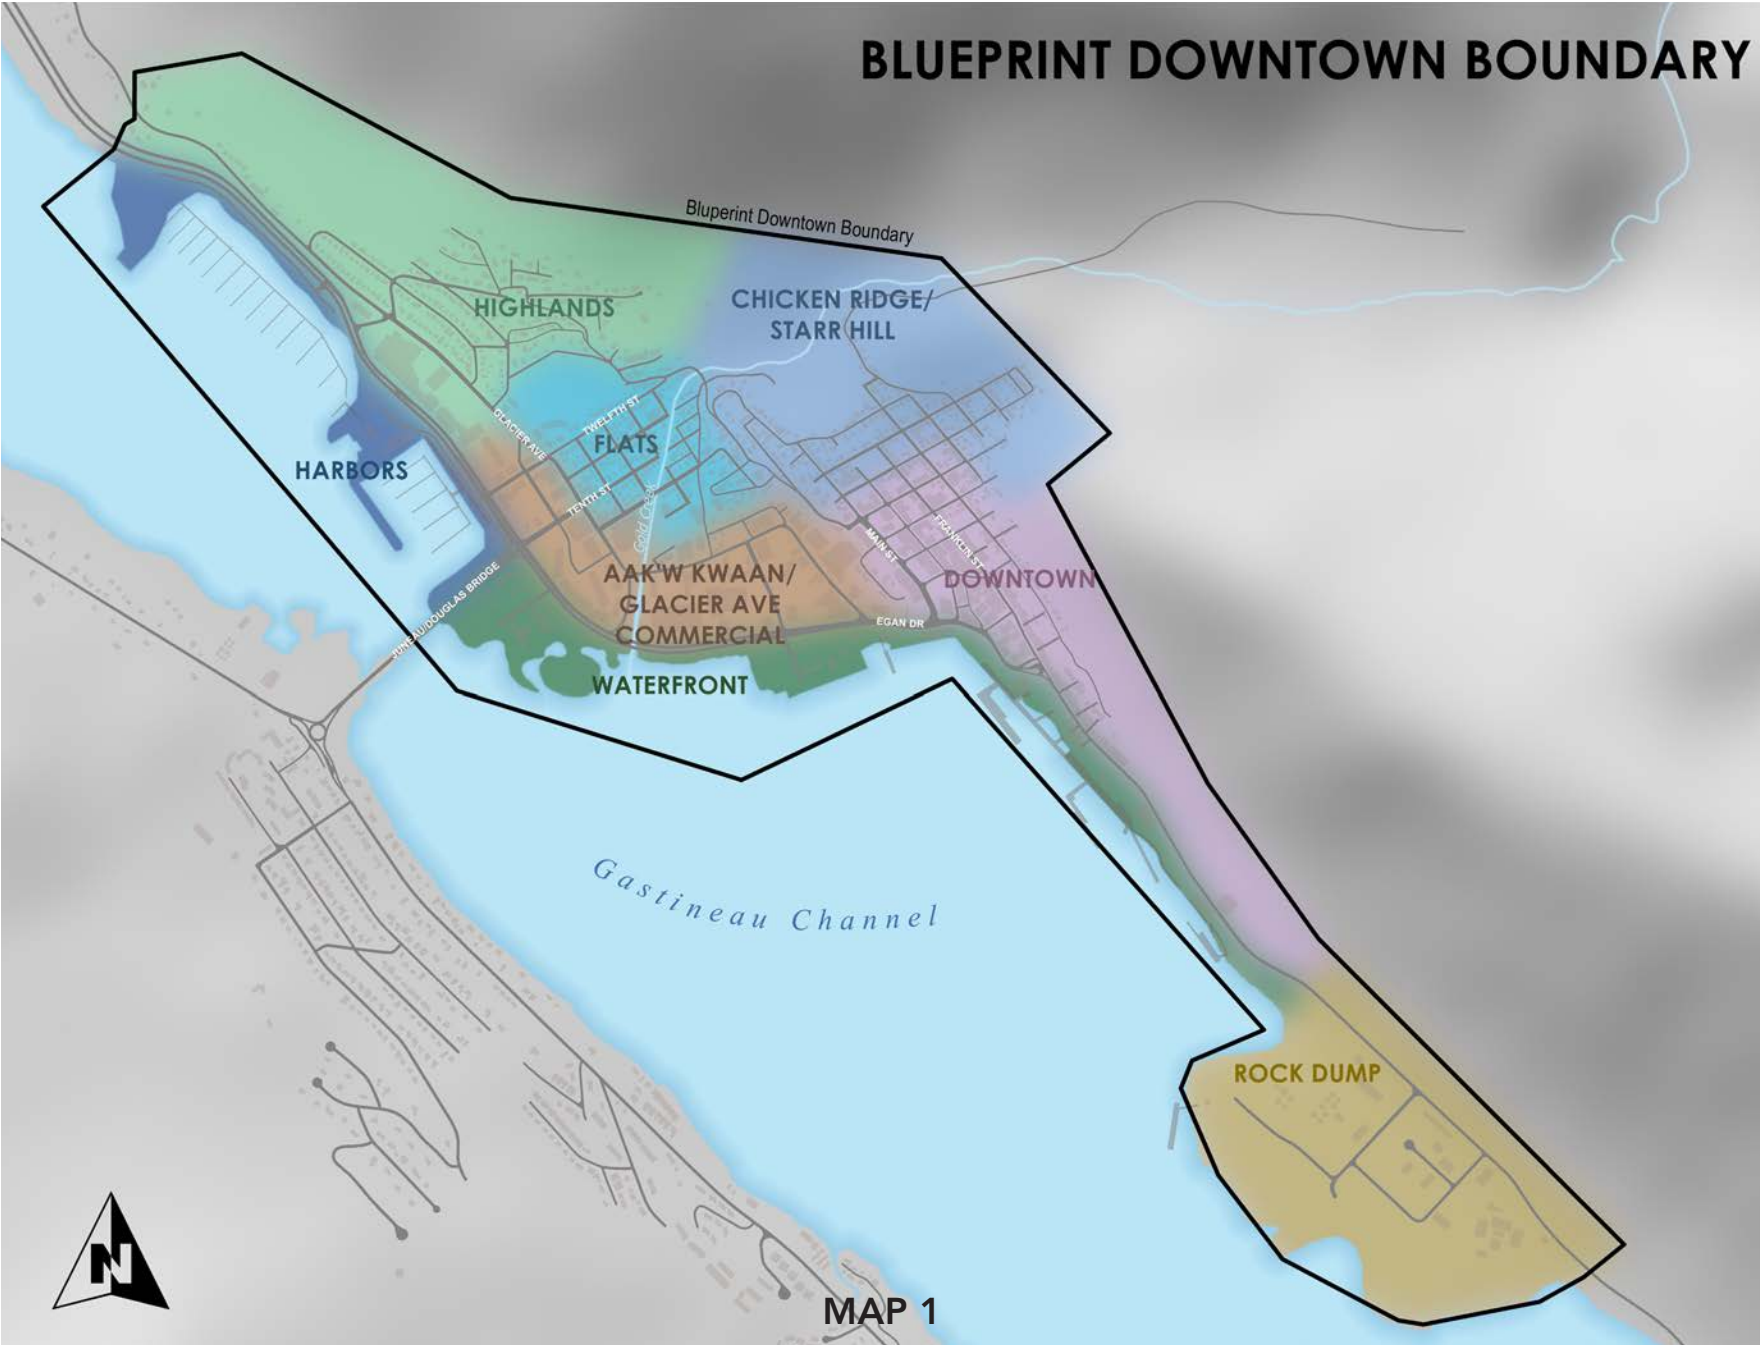 BLUEPRINT DOWNTOWN BOUNDARY
Bluperint Downtown Boundary
HIGHLANDS
CHICKEN RIDGE/
STARR HILL
GLACIER AVE
TWELFTH ST
FLATS
HARBORS
TENTH ST
Gold Creek
MAIN ST
FRANKLIN ST
JUNEAU/DOUGLAS BRIDGE
AAK'W KWAAN/
GLACIER AVE
COMMERCIAL
DOWNTOWN
EGAN DR
WATERFRONT
Gastineau Channel
ROCK DUMP
N
MAP 1